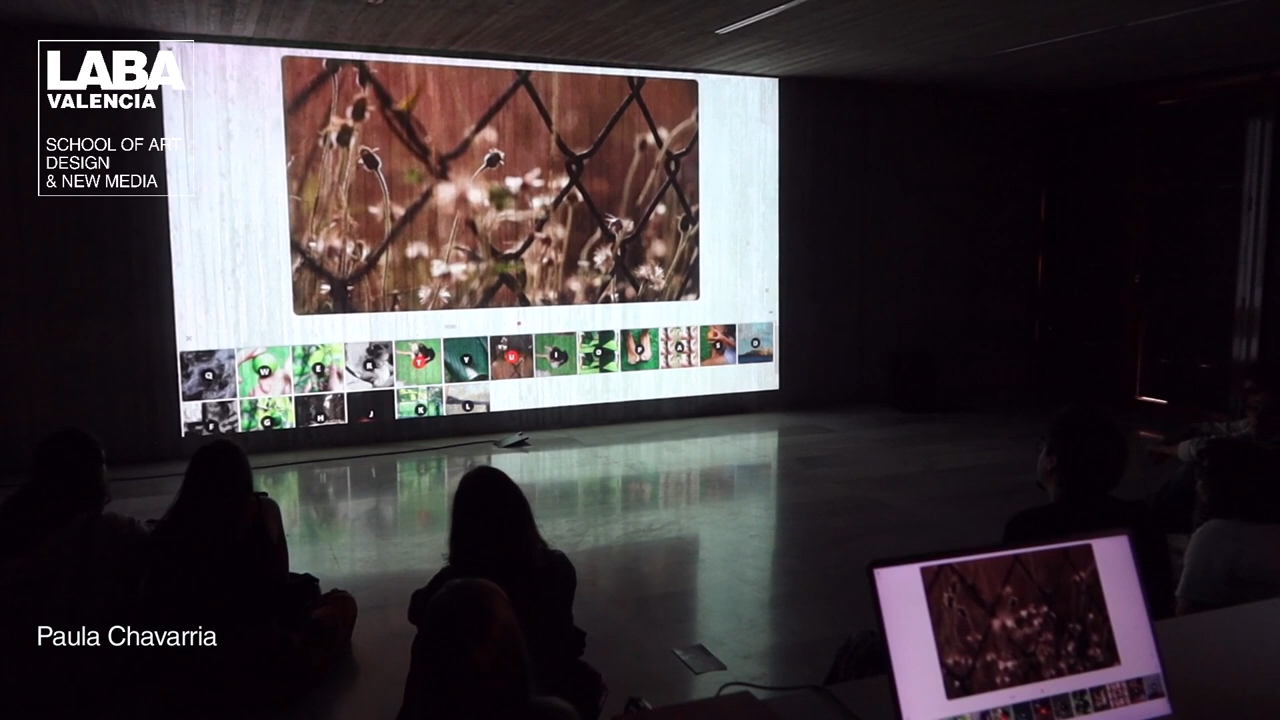 LABA
VALENCIA
SCHOOL OF ART
DESIGN
& NEW MEDIA
Q W E R T Y U I O P A S D
F G H J K L
Paula Chavarria